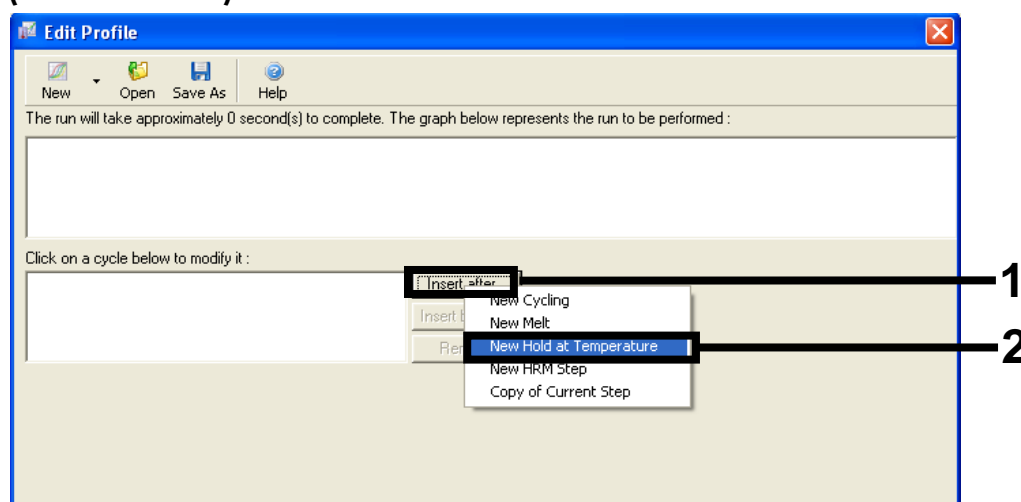 Edit Profile
New Open Save As Help
The run will take approximately 0 second(s) to complete. The graph below represents the run to be performed :
Click on a cycle below to modify it :
Insert after...
1
New Cycling
Insert
New Melt
New Hold at Temperature
2
New HRM Step
Copy of Current Step